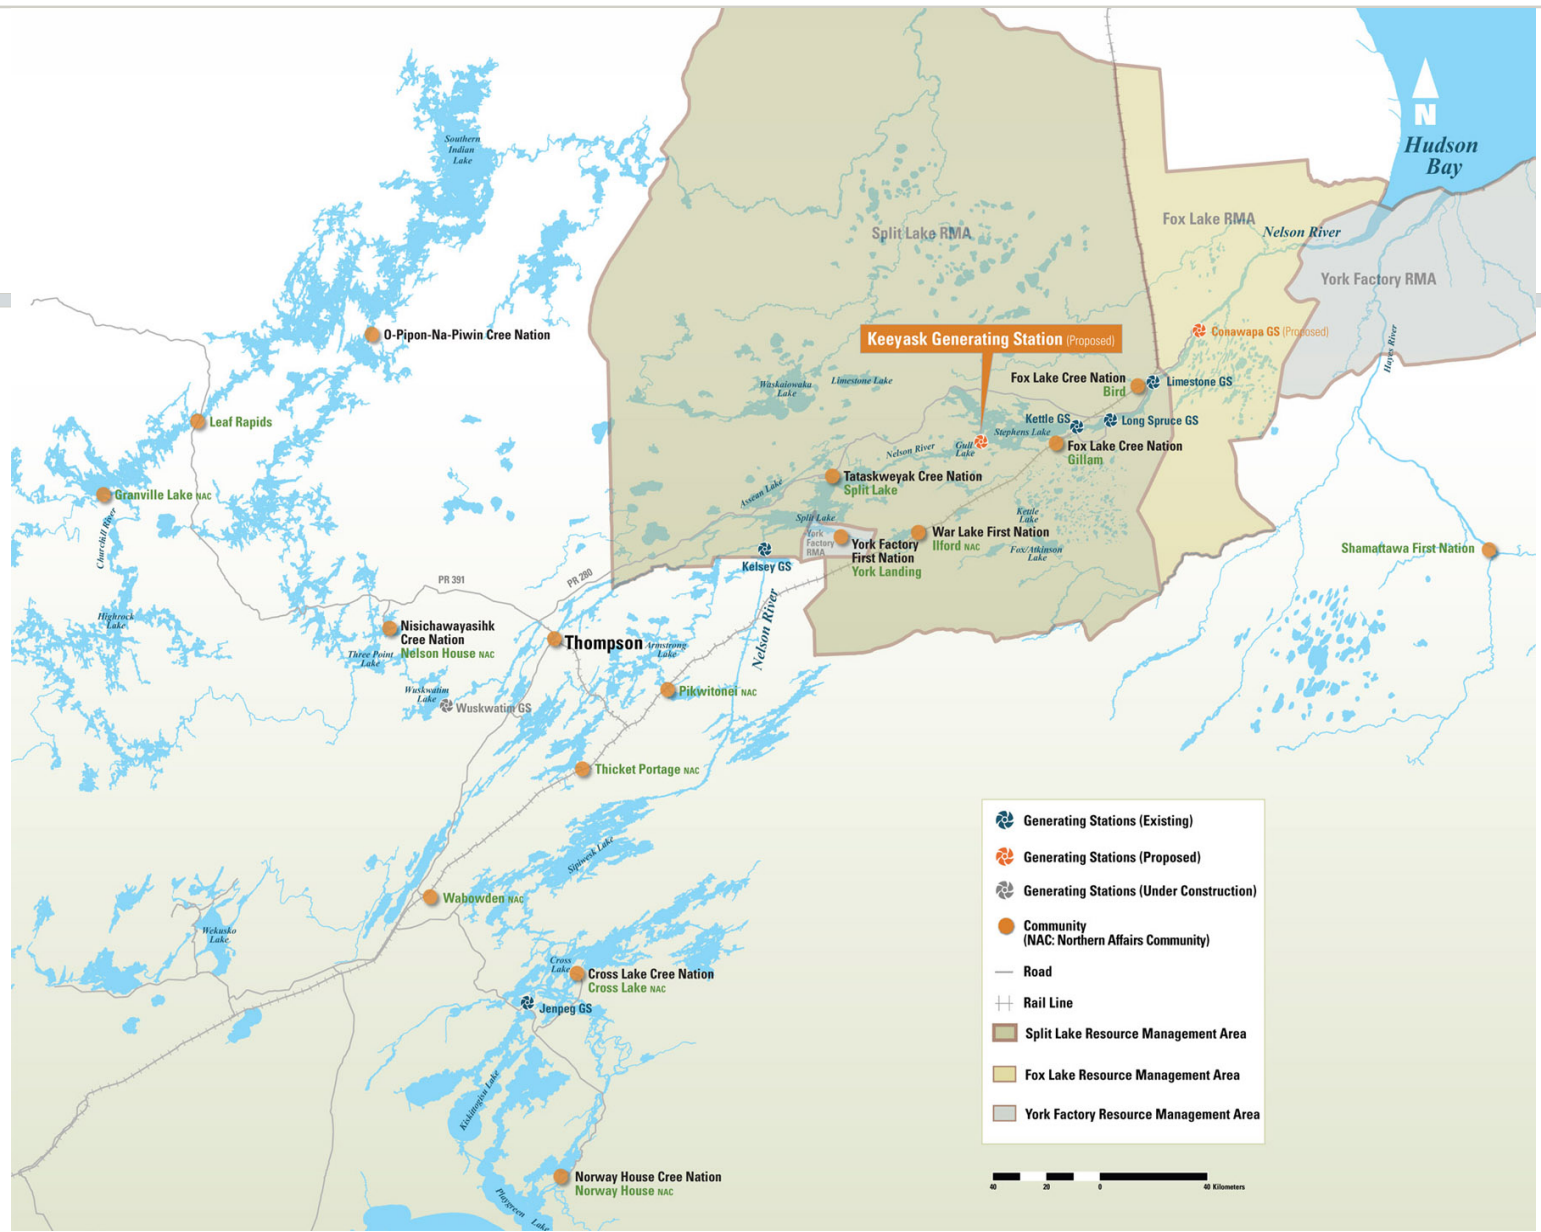 Southern
Indian
Lake
N
Hudson
Bay
Split Lake RMA
Fox Lake RMA
Nelson River
York Factory RMA
O-Pipon-Na-Piwin Cree Nation
Keeyask Generating Station (Proposed)
Conawapa GS (Proposed)
Hayes River
Waskaiowaka
Lake
Limestone Lake
Fox Lake Cree Nation
Bird
Limestone GS
Leaf Rapids
Kettle GS
Long Spruce GS
Stephens Lake
Gull
Lake
Nelson River
Fox Lake Cree Nation
Gillam
Granville Lake NAC
Churchill River
Tataskweyak Cree Nation
Split Lake
Assean Lake
Split Lake
Kettle
Lake
York
Factory
RMA
York Factory
First Nation
York Landing
War Lake First Nation
Ilford NAC
Fox/Atkinson
Lake
Shamattawa First Nation
Kelsey GS
PR 391
PR 280
Highrock
Lake
Nisichawayasihk
Cree Nation
Nelson House NAC
Three Point
Lake
Thompson
Armstrong
Lake
Nelson River
Wuskwatim
Lake
Wuskwatim GS
Pikwitonei NAC
Thicket Portage NAC
Sipiwesk Lake
Wabowden NAC
Wekusko
Lake
Cross
Lake
Cross Lake Cree Nation
Cross Lake NAC
Jenpeg GS
Kiskittogisu Lake
Norway House Cree Nation
Norway House NAC
Playgreen Lake
Generating Stations (Existing)
Generating Stations (Proposed)
Generating Stations (Under Construction)
Community
(NAC: Northern Affairs Community)
Road
Rail Line
Split Lake Resource Management Area
Fox Lake Resource Management Area
York Factory Resource Management Area
40 20 0 40 Kilometers